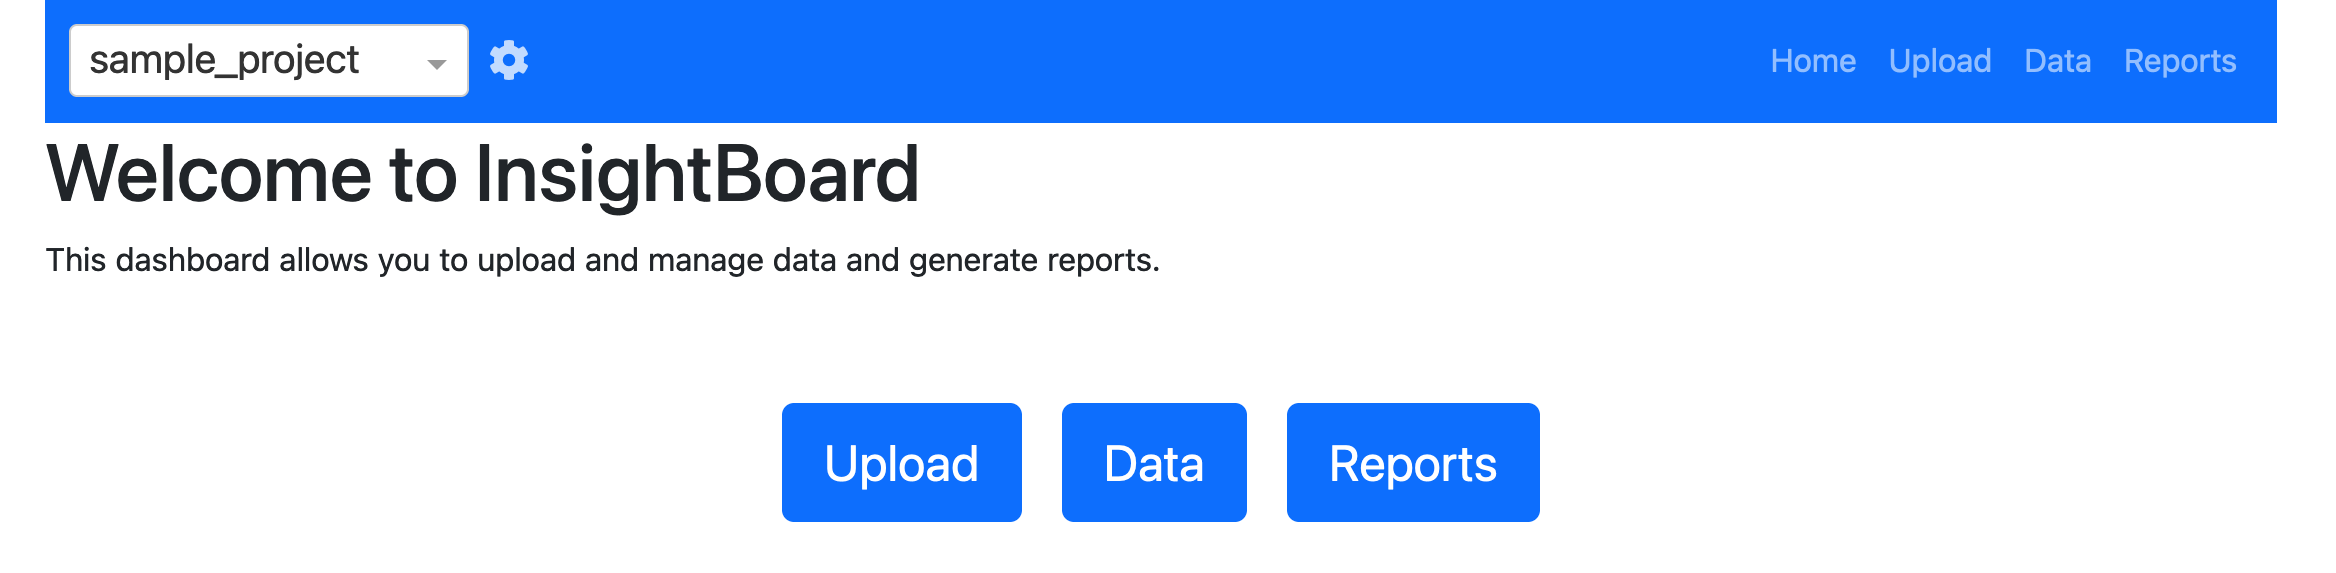 sample_project Home Upload Data Reports
Welcome to InsightBoard
This dashboard allows you to upload and manage data and generate reports.
Upload Data Reports